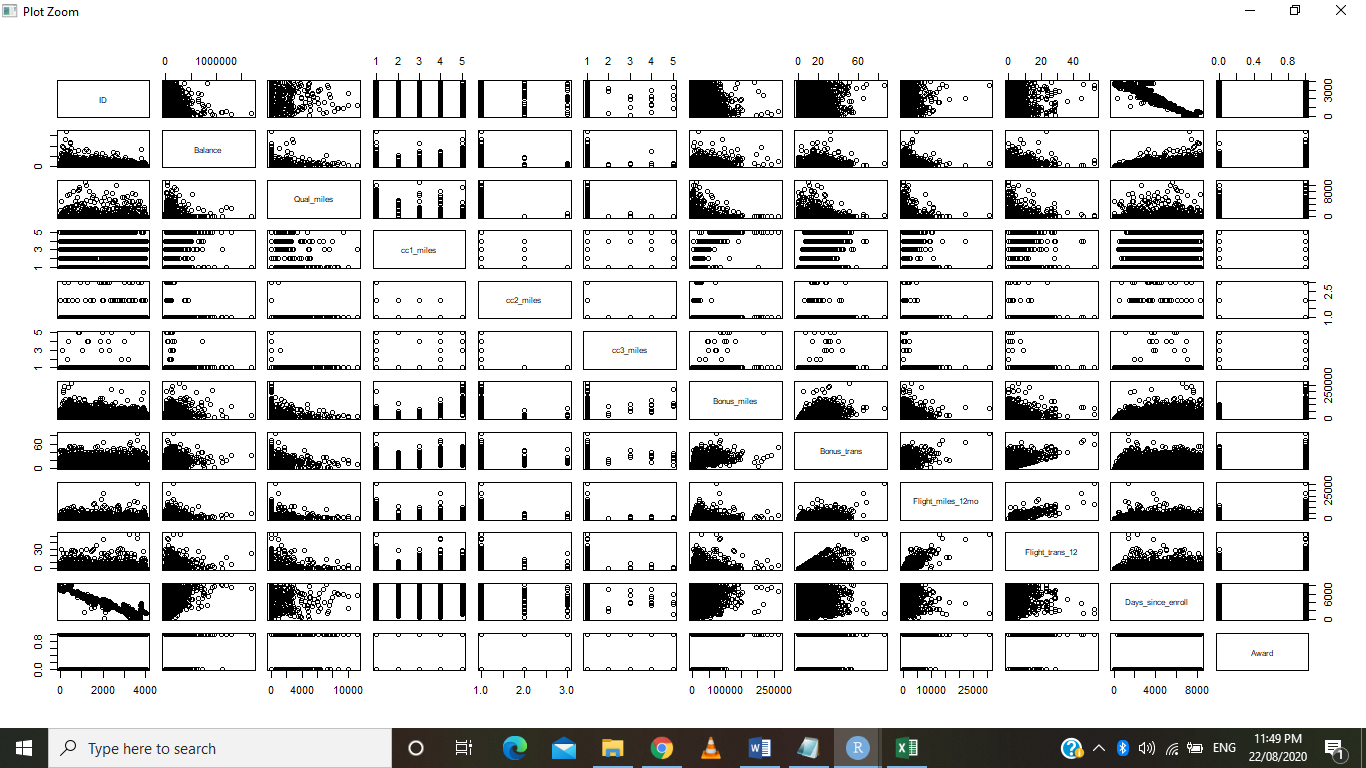 Plot Zoom
0 1000000
1 2 3 4 5
1 2 3 4 5
0 20 60
0 20 40
0.0 0.4 0.8
ID
0 3000
0
Balance
Qual_miles
0 8000
1 3 5
cc1_miles
cc2_miles
1.0 2.5
1 3 5
cc3_miles
Bonus_miles
0 250000
0 60
Bonus_trans
Flight_miles_12mo
0 25000
0 30
Flight_trans_12
Days_since_enroll
0 6000
0.0 0.8
Award
0 2000 4000
0 4000 10000
1.0 2.0 3.0
0 100000 250000
0 10000 25000
0 4000 8000
Type here to search
ENG
11:49 PM
22/08/2020
1